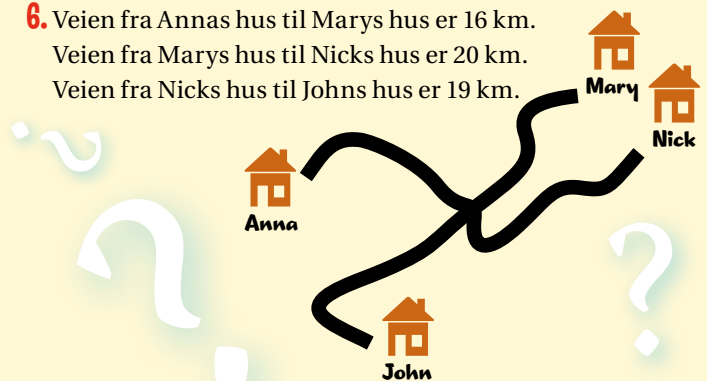 6. Veien fra Annas hus til Marys hus er 16 km.
Veien fra Marys hus til Nicks hus er 20 km.
Veien fra Nicks hus til Johns hus er 19 km.
Mary
Nick
Anna
John